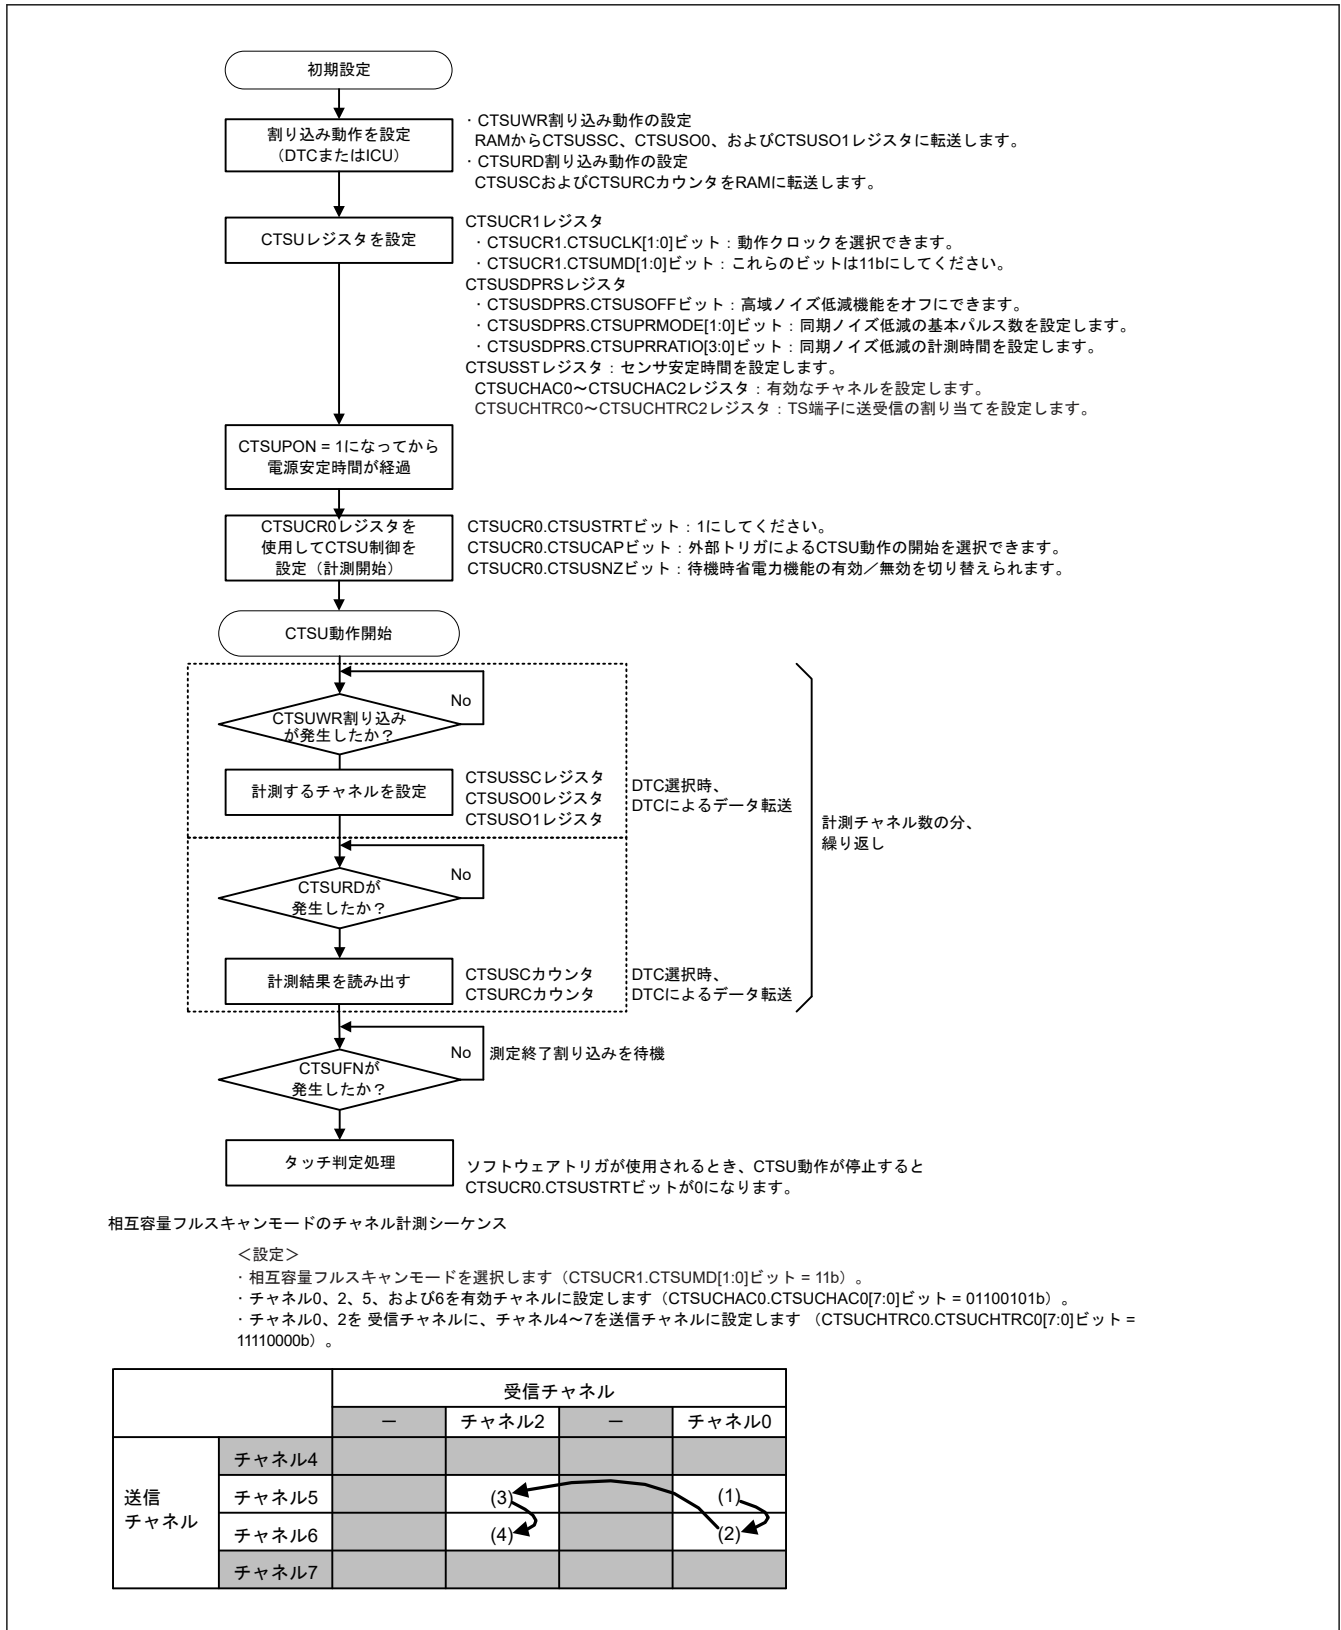 初期設定
割り込み動作を設定
（DTCまたはICU）
・CTSUWR割り込み動作の設定
RAMからCTSUSSC、CTSUSO0、およびCTSUSO1レジスタに転送します。
・CTSURD割り込み動作の設定
CTSUSCおよびCTSURCカウンタをRAMに転送します。
CTSUレジスタを設定
CTSUCR1レジスタ
・CTSUCR1.CTSUCLK[1:0]ビット：動作クロックを選択できます。
・CTSUCR1.CTSUMD[1:0]ビット：これらのビットは11bにしてください。
CTSUSDPRSレジスタ
・CTSUSDPRS.CTSUSOFFビット：高域ノイズ低減機能をオフにできます。
・CTSUSDPRS.CTSUPRMODE[1:0]ビット：同期ノイズ低減の基本パルス数を設定します。
・CTSUSDPRS.CTSUPRRATIO[3:0]ビット：同期ノイズ低減の計測時間を設定します。
CTSUSSTレジスタ：センサ安定時間を設定します。
CTSUCHAC0～CTSUCHAC2レジスタ：有効なチャネルを設定します。
CTSUCHTRC0～CTSUCHTRC2レジスタ：TS端子に送受信の割り当てを設定します。
CTSUPON = 1になってから
電源安定時間が経過
CTSUCR0レジスタを
使用してCTSU制御を
設定（計測開始）
CTSUCR0.CTSUSTRTビット：1にしてください。
CTSUCR0.CTSUCAPビット：外部トリガによるCTSU動作の開始を選択できます。
CTSUCR0.CTSUSNZビット：待機時省電力機能の有効／無効を切り替えられます。
CTSU動作開始
No
CTSUWR割り込み
が発生したか？
計測するチャネルを設定
CTSUSSCレジスタ
CTSUSO0レジスタ
CTSUSO1レジスタ
DTC選択時、
DTCによるデータ転送
計測チャネル数の分、
繰り返し
No
CTSURDが
発生したか？
計測結果を読み出す
CTSUSCカウンタ
CTSURCカウンタ
DTC選択時、
DTCによるデータ転送
No
測定終了割り込みを待機
CTSUFNが
発生したか？
タッチ判定処理
ソフトウェアトリガが使用されるとき、CTSU動作が停止すると
CTSUCR0.CTSUSTRTビットが0になります。
相互容量フルスキャンモードのチャネル計測シーケンス
＜設定＞
・相互容量フルスキャンモードを選択します（CTSUCR1.CTSUMD[1:0]ビット = 11b）。
・チャネル0、2、5、および6を有効チャネルに設定します（CTSUCHAC0.CTSUCHAC0[7:0]ビット = 01100101b）。
・チャネル0、2を 受信チャネルに、チャネル4～7を送信チャネルに設定します （CTSUCHTRC0.CTSUCHTRC0[7:0]ビット =
11110000b）。
受信チャネル
－ チャネル2 － チャネル0
送信
チャネル
チャネル4
チャネル5 (3) (1)
チャネル6 (4) (2)
チャネル7